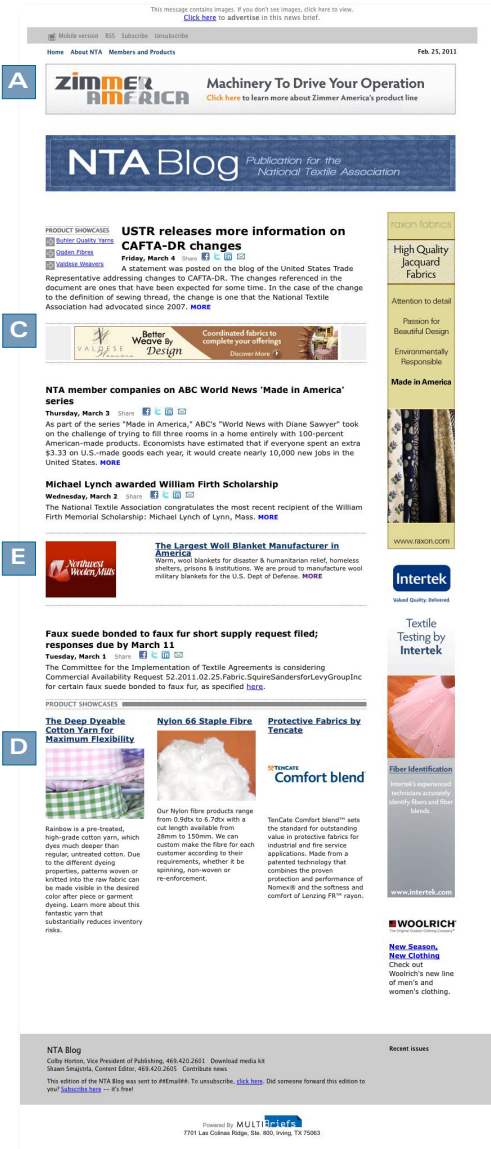 This message contains images. If you don't see images, click here to view.
Click here to advertise in this news brief.
Mobile version RSS Subscribe Unsubscribe
Home About NTA Members and Products
Feb. 25, 2011
A
ZIMMER
AMERICA
Machinery To Drive Your Operation
Click here to learn more about Zimmer America's product line
NTA Blog
Publication for the
National Textile Association
PRODUCT SHOWCASES
Buhler Quality Yarns
Ogden Fibres
Valdese Weavers
USTR releases more information on
CAFTA-DR changes
Friday, March 4 Share
A statement was posted on the blog of the United States Trade
Representative addressing changes to CAFTA-DR. The changes referenced in the
document are ones that have been expected for some time. In the case of the change
to the definition of sewing thread, the change is one that the National Textile
Association had advocated since 2007. MORE
C
VALDESE
Weavers
Better
Weave By
Design
Coordinated fabrics to
complete your offerings
Discover More
NTA member companies on ABC World News 'Made in America'
series
Thursday, March 3 Share
As part of the series "Made in America," ABC's "World News with Diane Sawyer" took
on the challenge of trying to fill three rooms in a home entirely with 100-percent
American-made products. Economists have estimated that if everyone spent an extra
$3.33 on U.S.-made goods each year, it would create nearly 10,000 new jobs in the
United States. MORE
Michael Lynch awarded William Firth Scholarship
Wednesday, March 2 Share
The National Textile Association congratulates the most recent recipient of the William
Firth Memorial Scholarship: Michael Lynch of Lynn, Mass. MORE
E
Northwest
Woolen Mills
The Largest Woll Blanket Manufacturer in
America
Warm, wool blankets for disaster & humanitarian relief, homeless
shelters, prisons & institutions. We are proud to manufacture wool
military blankets for the U.S. Dept of Defense. MORE
Faux suede bonded to faux fur short supply request filed;
responses due by March 11
Tuesday, March 1 Share
The Committee for the Implementation of Textile Agreements is considering
Commercial Availability Request 52.2011.02.25.Fabric.SquireSandersforLevyGroupInc
for certain faux suede bonded to faux fur, as specified here.
PRODUCT SHOWCASES
D
The Deep Dyeable
Cotton Yarn for
Maximum Flexibility
Rainbow is a pre-treated,
high-grade cotton yarn, which
dyes much deeper than
regular, untreated cotton. Due
to the different dyeing
properties, patterns woven or
knitted into the raw fabric can
be made visible in the desired
color after piece or garment
dyeing. Learn more about this
fantastic yarn that
substantially reduces inventory
risks.
Nylon 66 Staple Fibre
Our Nylon fibre products range
from 0.9dtx to 6.7dtx with a
cut length available from
28mm to 150mm. We can
custom make the fibre for each
customer according to their
requirements, whether it be
spinning, non-woven or
re-enforcement.
Protective Fabrics by
Tencate
TENCATE
Comfort blend™
TenCate Comfort blend™ sets
the standard for outstanding
value in protective fabrics for
industrial and fire service
applications. Made from a
patented technology that
combines the proven
protection and performance of
Nomex® and the softness and
comfort of Lenzing FR™ rayon.
raxon fabrics
High Quality
Jacquard
Fabrics
Attention to detail
Passion for
Beautiful Design
Environmentally
Responsible
Made in America
www.raxon.com
Intertek
Valued Quality. Delivered.
Textile
Testing by
Intertek
Fiber Identification
Intertek's experienced
technicians accurately
identify fibers and fiber
blends.
www.intertek.com
WOOLRICH
The Original Outdoor Clothing Company
New Season,
New Clothing
Check out
Woolrich's new line
of men's and
women's clothing.
NTA Blog
Colby Horton, Vice President of Publishing, 469.420.2601 Download media kit
Shawn Smajstrla, Content Editor, 469.420.2605 Contribute news
This edition of the NTA Blog was sent to ##Email##. To unsubscribe, click here. Did someone forward this edition to
you? Subscribe here -- it's free!
Recent issues
Powered By MULTIBriefs
7701 Las Colinas Ridge, Ste. 800, Irving, TX 75063